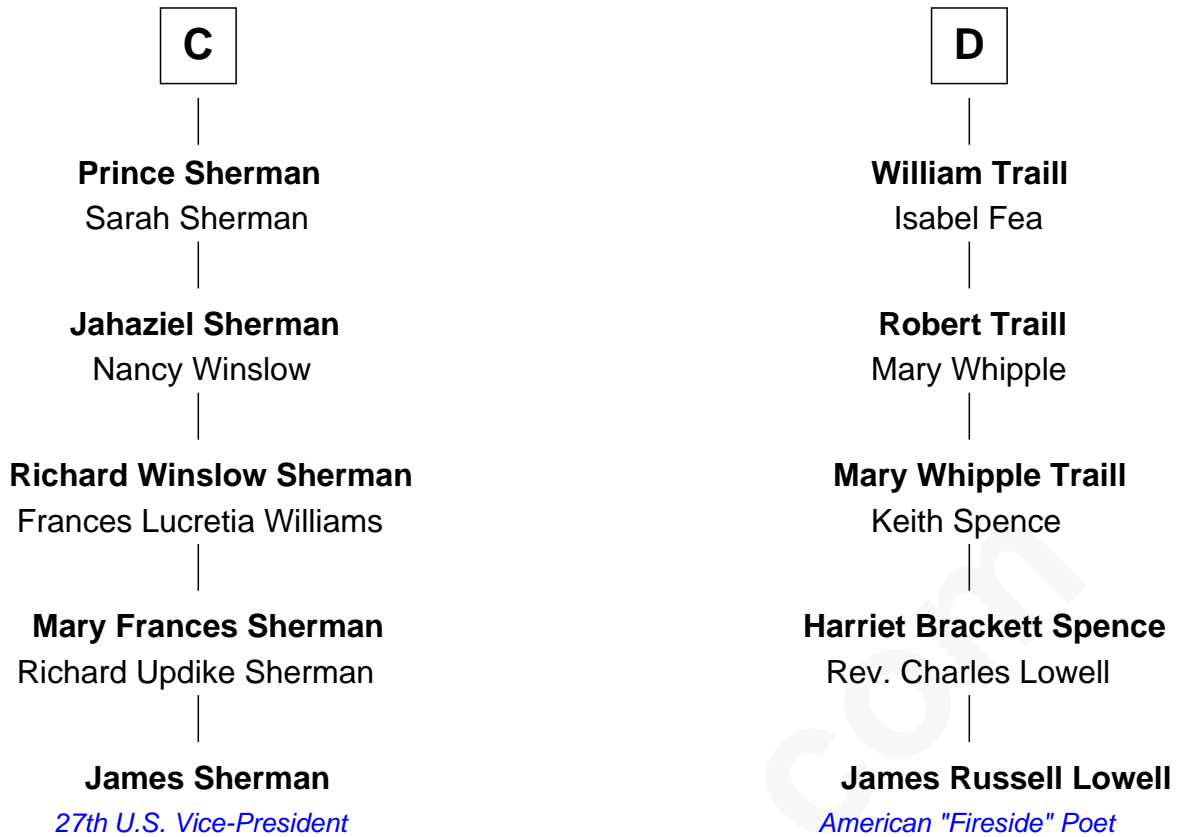 C
Prince Sherman
Sarah Sherman
Jahaziel Sherman
Nancy Winslow
Richard Winslow Sherman
Frances Lucretia Williams
Mary Frances Sherman
Richard Updike Sherman
James Sherman
27th U.S. Vice-President
D
William Traill
Isabel Fea
Robert Traill
Mary Whipple
Mary Whipple Traill
Keith Spence
Harriet Brackett Spence
Rev. Charles Lowell
James Russell Lowell
American "Fireside" Poet
com